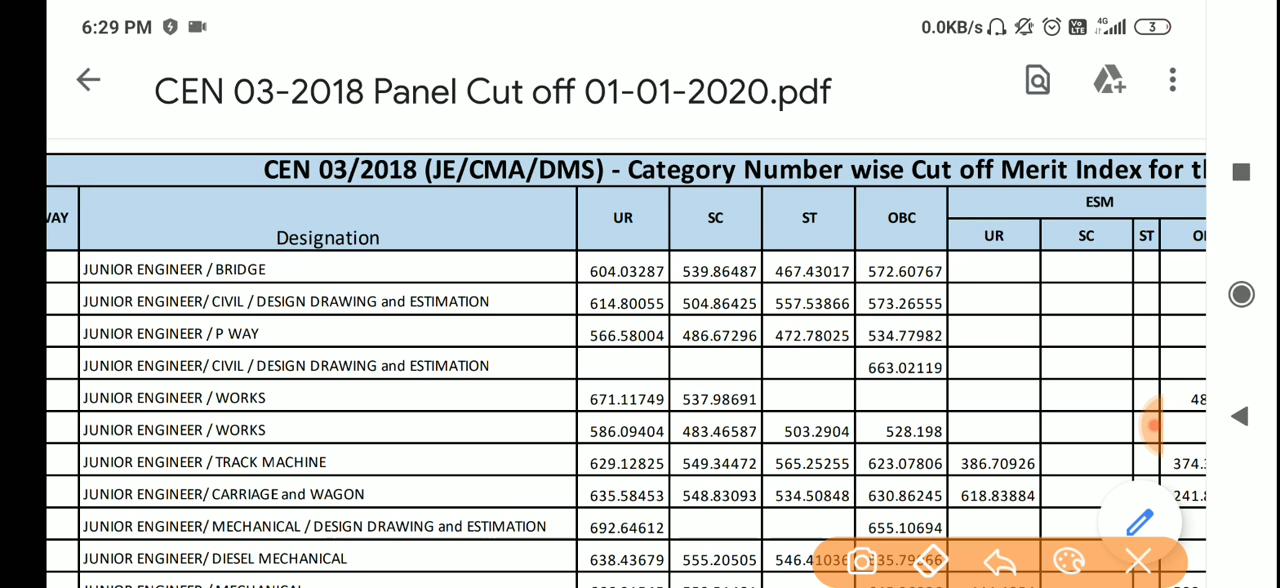 6:29 PM 0.0KB/s Vo LTE 4G 3
CEN 03-2018 Panel Cut off 01-01-2020.pdf
CEN 03/2018 (JE/CMA/DMS) - Category Number wise Cut off Merit Index for
WAY Designation UR SC ST OBC ESM
UR SC ST
JUNIOR ENGINEER / BRIDGE 604.03287 539.86487 467.43017 572.60767
JUNIOR ENGINEER/ CIVIL / DESIGN DRAWING and ESTIMATION 614.80055 504.86425 557.53866 573.26555
JUNIOR ENGINEER / P WAY 566.58004 486.67296 472.78025 534.77982
JUNIOR ENGINEER/ CIVIL / DESIGN DRAWING and ESTIMATION 663.02119
JUNIOR ENGINEER / WORKS 671.11749 537.98691
JUNIOR ENGINEER / WORKS 586.09404 483.46587 503.2904 528.198
JUNIOR ENGINEER / TRACK MACHINE 629.12825 549.34472 565.25255 623.07806 386.70926
JUNIOR ENGINEER/ CARRIAGE and WAGON 635.58453 548.83093 534.50848 630.86245 618.83884
JUNIOR ENGINEER/ MECHANICAL / DESIGN DRAWING and ESTIMATION 692.64612 655.10694
JUNIOR ENGINEER/ DIESEL MECHANICAL 638.43679 555.20505 546.41036